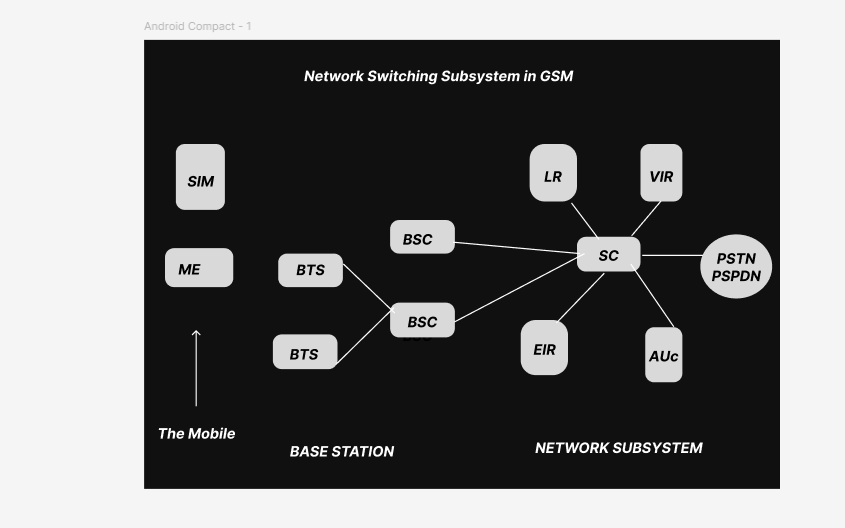 Android Compact - 1
Network Switching Subsystem in GSM
SIM
LR
VIR
BSC
SC
PSTN
PSPDN
ME
BTS
BSC
BTS
EIR
AUc
The Mobile
BASE STATION
NETWORK SUBSYSTEM